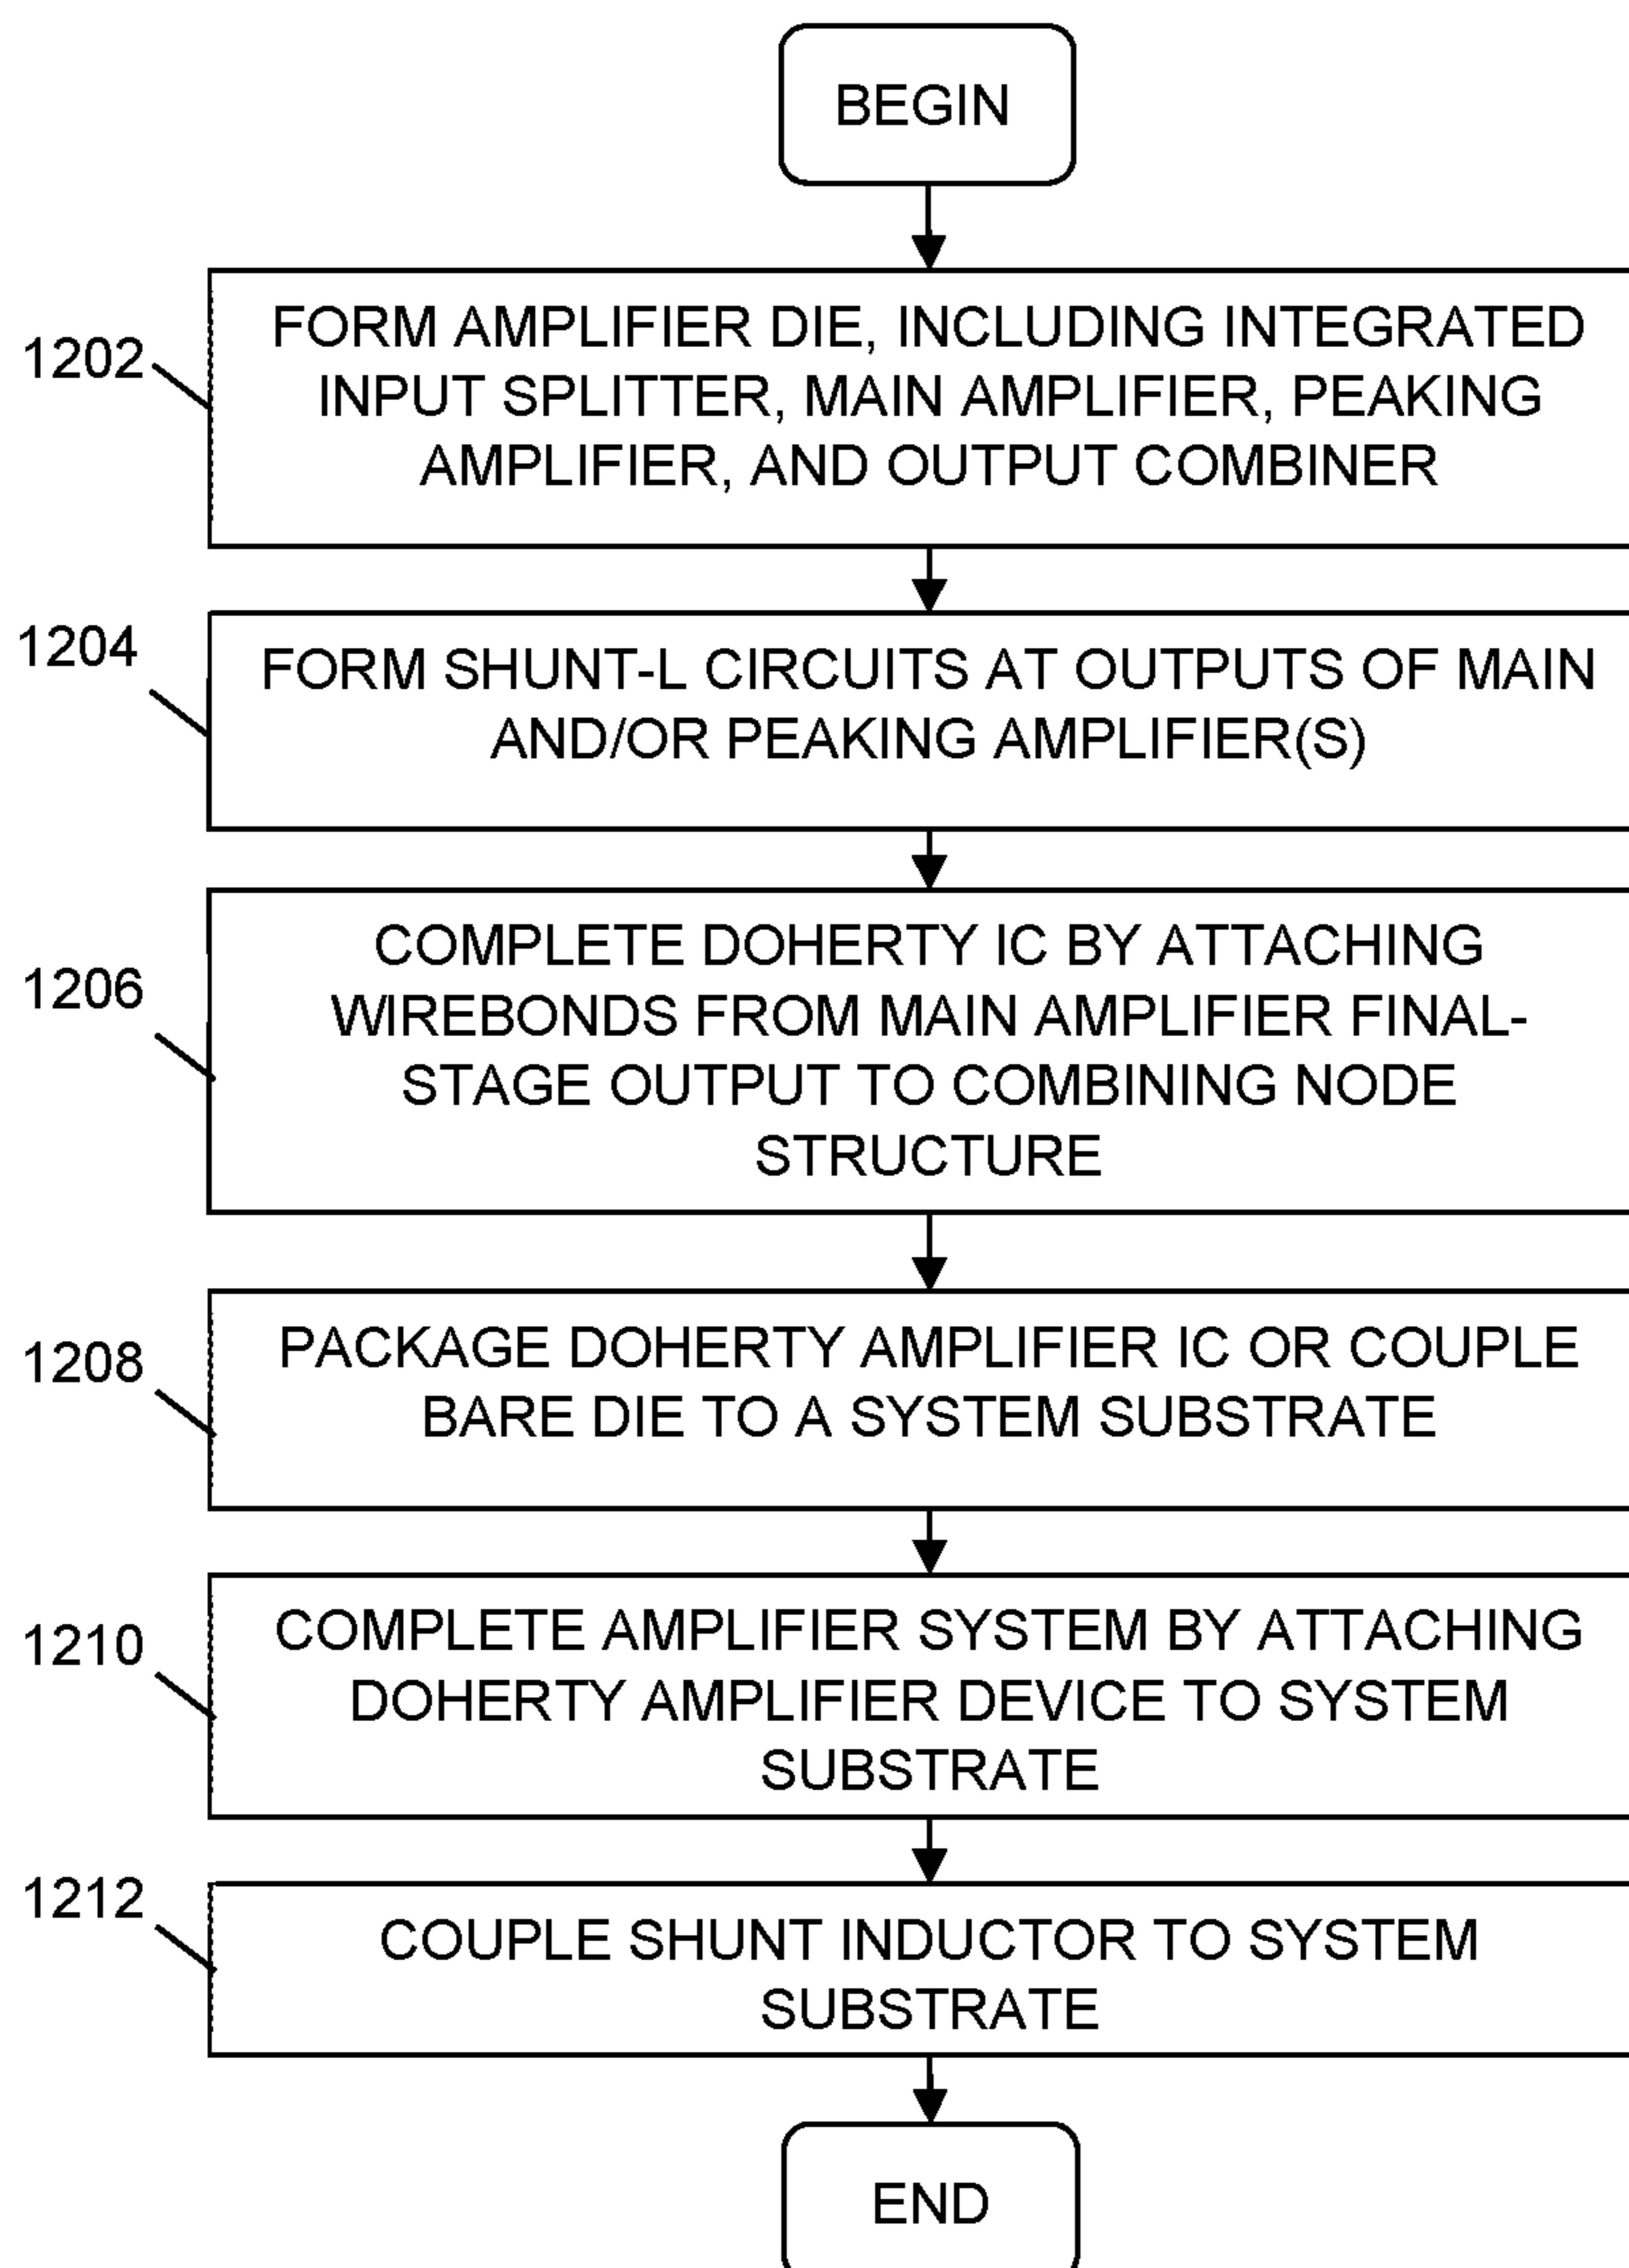 BEGIN
1202
FORM AMPLIFIER DIE, INCLUDING INTEGRATED
INPUT SPLITTER, MAIN AMPLIFIER, PEAKING
AMPLIFIER, AND OUTPUT COMBINER
1204
FORM SHUNT-L CIRCUITS AT OUTPUTS OF MAIN
AND/OR PEAKING AMPLIFIER(S)
1206
COMPLETE DOHERTY IC BY ATTACHING
WIREBONDS FROM MAIN AMPLIFIER FINAL-
STAGE OUTPUT TO COMBINING NODE
STRUCTURE
1208
PACKAGE DOHERTY AMPLIFIER IC OR COUPLE
BARE DIE TO A SYSTEM SUBSTRATE
1210
COMPLETE AMPLIFIER SYSTEM BY ATTACHING
DOHERTY AMPLIFIER DEVICE TO SYSTEM
SUBSTRATE
1212
COUPLE SHUNT INDUCTOR TO SYSTEM
SUBSTRATE
END